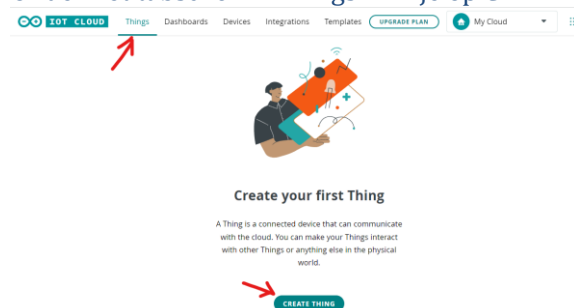 IOT CLOUD Things Dashboards Devices Integrations Templates UPGRADE PLAN My Cloud
Create your first Thing
A Thing is a connected device that can communicate
with the cloud. You can make your Things interact
with other Things or anything else in the physical
world.
CREATE THING